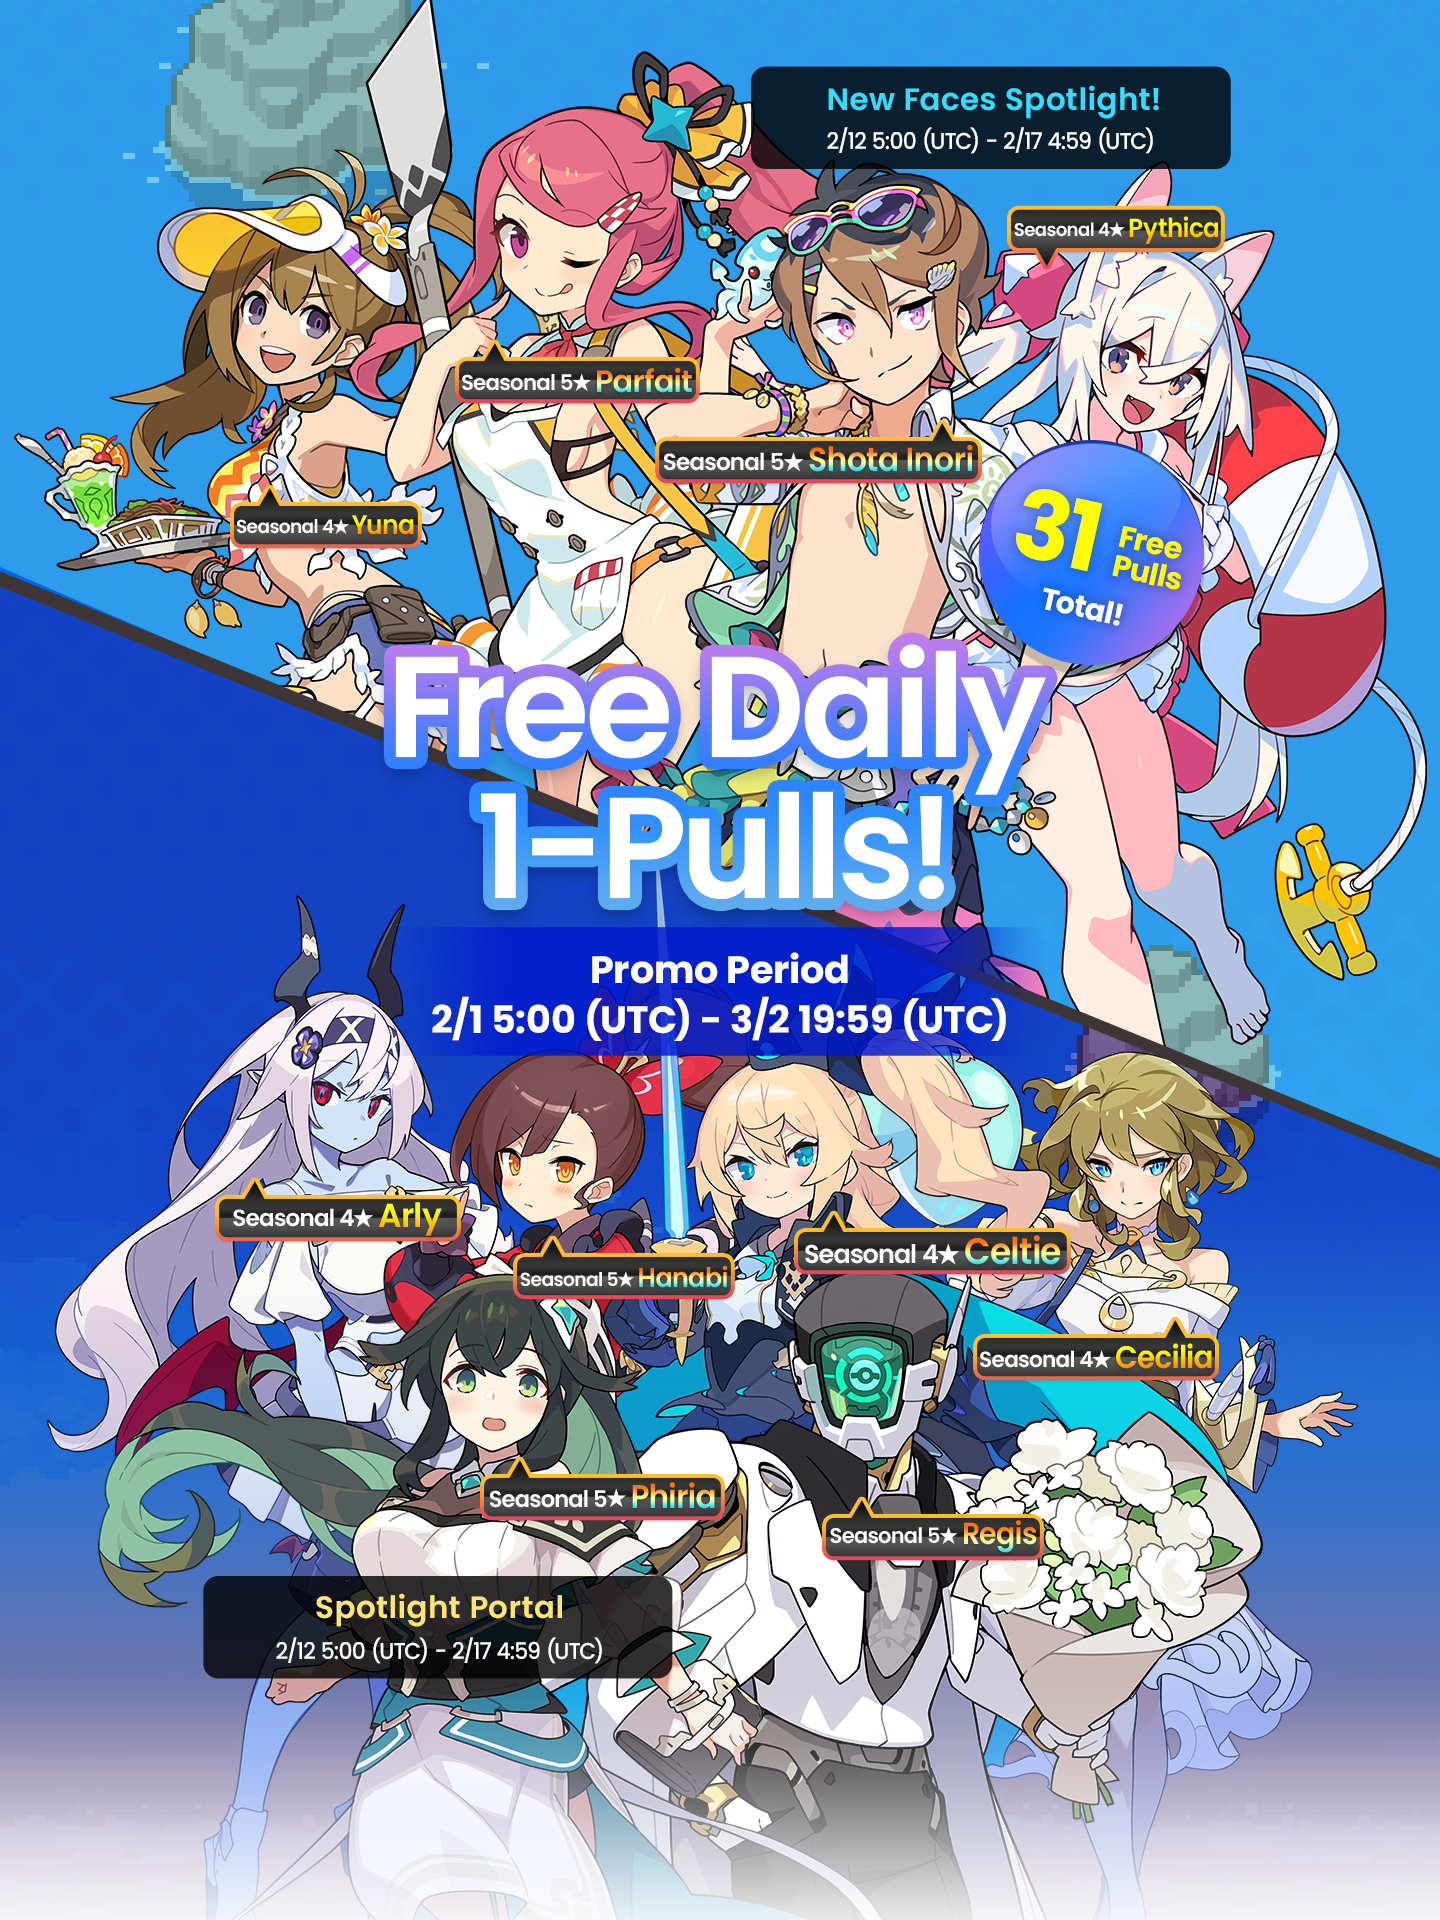 New Faces Spotlight!
2/12 5:00 (UTC) - 2/17 4:59 (UTC)
Seasonal 4★ Pythica
Seasonal 5★ Parfait
Seasonal 5★ Shota Inori
Seasonal 4★ Yuna
31 Free Pulls
Total!
Free Daily
1-Pulls!
Promo Period
2/1 5:00 (UTC) - 3/2 19:59 (UTC)
Seasonal 4★ Arly
Seasonal 5★ Hanabi
Seasonal 4★ Celtie
Seasonal 4★ Cecilia
Seasonal 5★ Phiria
Seasonal 5★ Regis
Spotlight Portal
2/12 5:00 (UTC) - 2/17 4:59 (UTC)